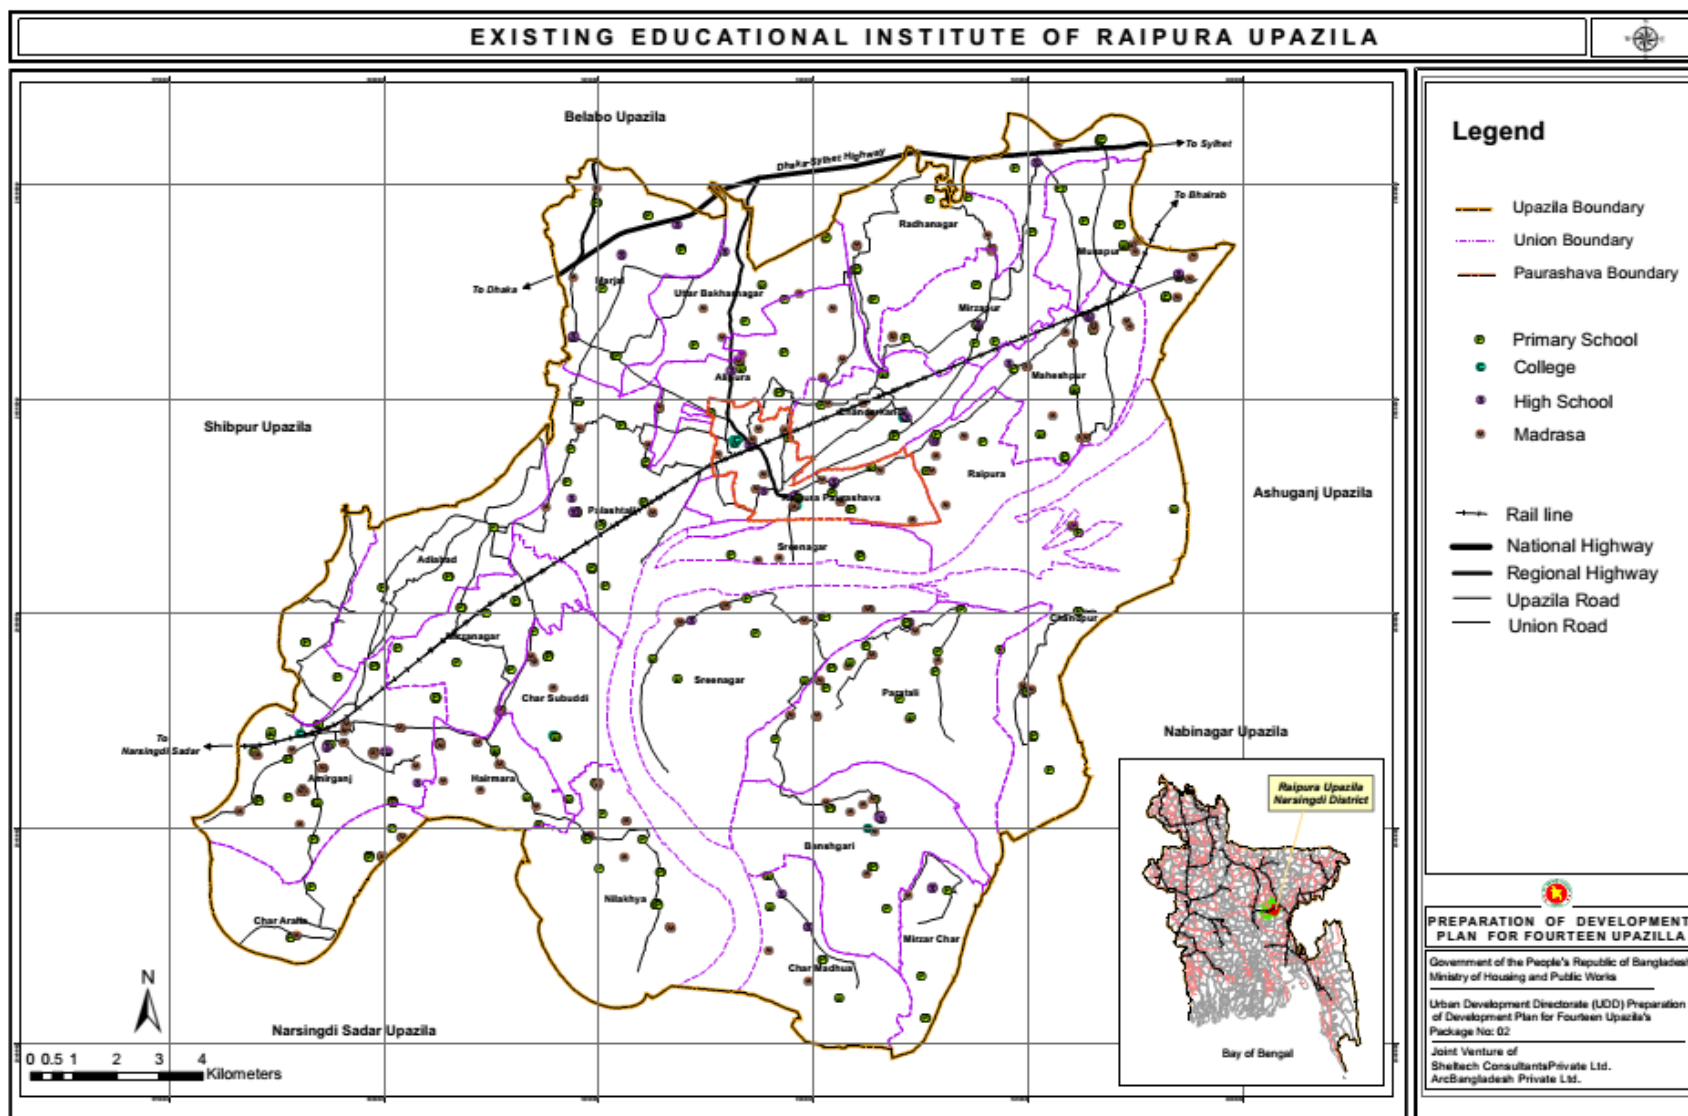 EXISTING EDUCATIONAL INSTITUTE OF RAIPURA UPAZILA
Belabo Upazila
Dhaka-Sylhet Highway
To Sylhet
To Bhairab
Radhanagar
Musapur
To Dhaka
Marjal
Uttar Bakharnagar
Mirzapur
Alipura
Maheshpur
Chanderkandi
Shibpur Upazila
Raipura
Ashuganj Upazila
Raipura Paurashava
Palashtali
Sreenagar
Adiabad
Mirzanagar
Chandpur
Sreenagar
Char Subuddi
Paratali
To
Narsingdi Sadar
Nabinagar Upazila
Amirganj
Hairmara
Banshgari
Nilakhya
Char Aralia
Mirzar Char
Char Madhua
N
Narsingdi Sadar Upazila
0 0.5 1 2 3 4
Kilometers
Raipura Upazila
Narsingdi District
Bay of Bengal
Legend
Upazila Boundary
Union Boundary
Paurashava Boundary
Primary School
College
High School
Madrasa
Rail line
National Highway
Regional Highway
Upazila Road
Union Road
PREPARATION OF DEVELOPMENT
PLAN FOR FOURTEEN UPAZILLA
Government of the People's Republic of Bangladesh
Ministry of Housing and Public Works
Urban Development Directorate (UDD) Preparation
of Development Plan for Fourteen Upazila's
Package No: 02
Joint Venture of
Sheltech ConsultantsPrivate Ltd.
ArcBangladesh Private Ltd.